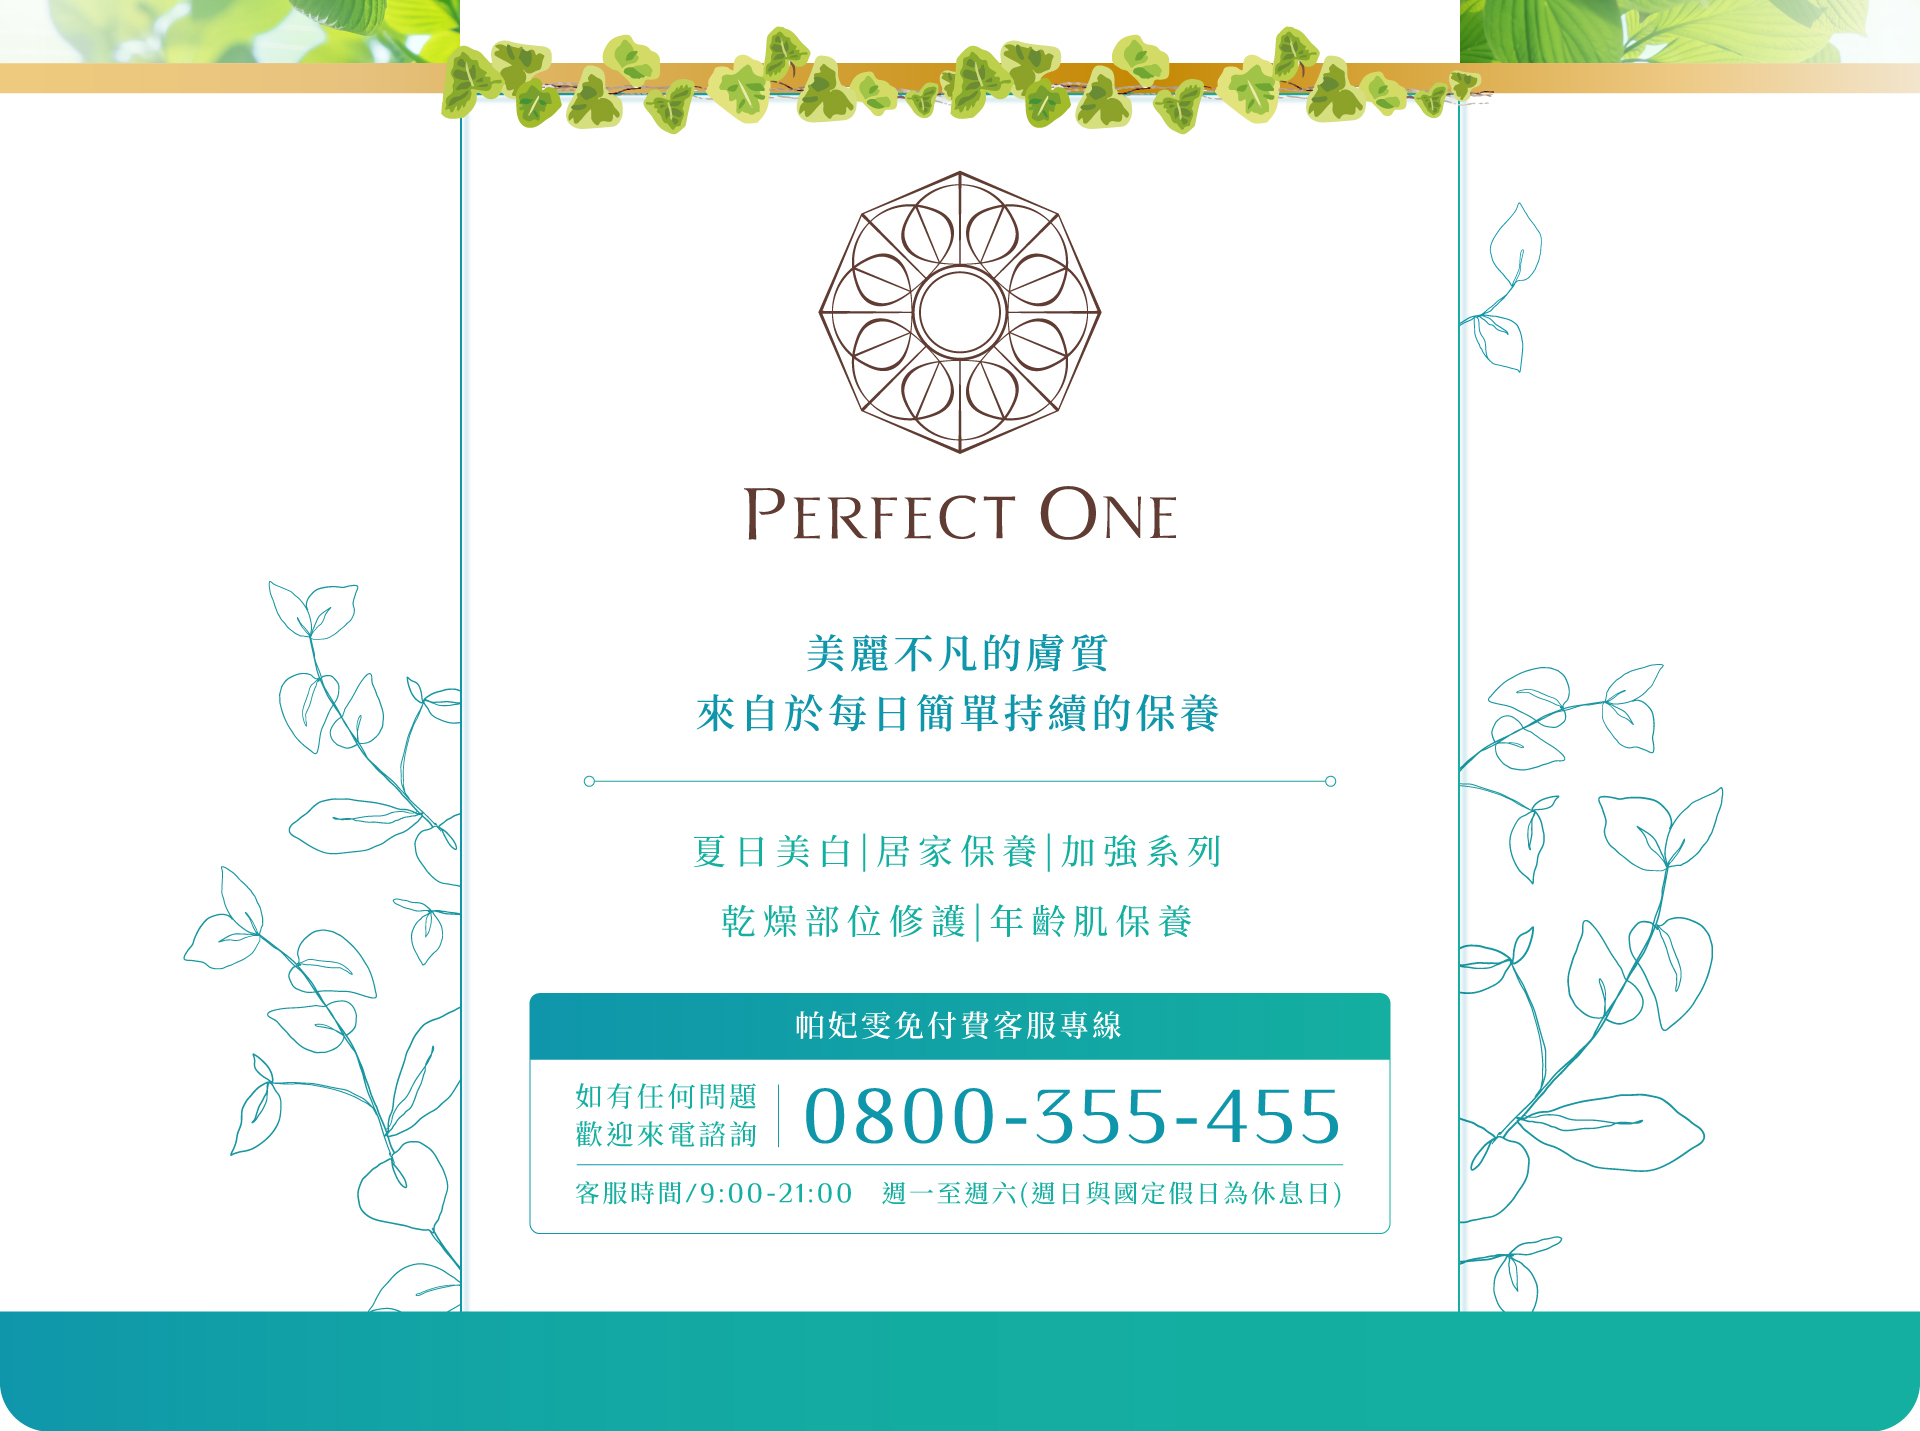 PERFECT ONE
美麗不凡的膚質
來自於每日簡單持續的保養
夏日美白|居家保養|加強系列
乾燥部位修護|年齡肌保養
帕妃雯免付費客服專線
如有任何問題
歡迎來電諮詢
0800-355-455
客服時間/9:00-21:00 週一至週六(週日與國定假日為休息日)